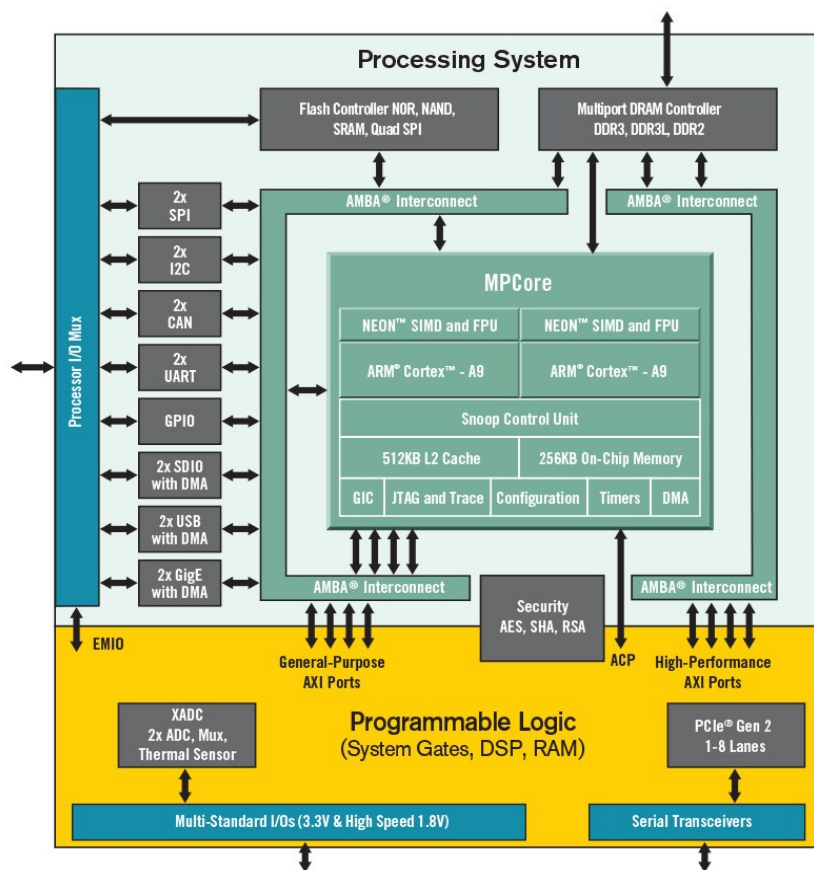 Processing System
Flash Controller NOR, NAND,
SRAM, Quad SPI
Multiport DRAM Controller
DDR3, DDR3L, DDR2
Processor I/O Mux
2x
SPI
2x
I2C
2x
CAN
2x
UART
GPIO
2x SDIO
with DMA
2x USB
with DMA
2x GigE
with DMA
AMBA® Interconnect
AMBA® Interconnect
MPCore
NEON™ SIMD and FPU
NEON™ SIMD and FPU
ARM® Cortex™ - A9
ARM® Cortex™ - A9
Snoop Control Unit
512KB L2 Cache
256KB On-Chip Memory
GIC
JTAG and Trace
Configuration
Timers
DMA
AMBA® Interconnect
AMBA® Interconnect
Security
AES, SHA, RSA
EMIO
General-Purpose
AXI Ports
ACP
High-Performance
AXI Ports
XADC
2x ADC, Mux,
Thermal Sensor
Programmable Logic
(System Gates, DSP, RAM)
PCIe® Gen 2
1-8 Lanes
Multi-Standard I/Os (3.3V & High Speed 1.8V)
Serial Transceivers